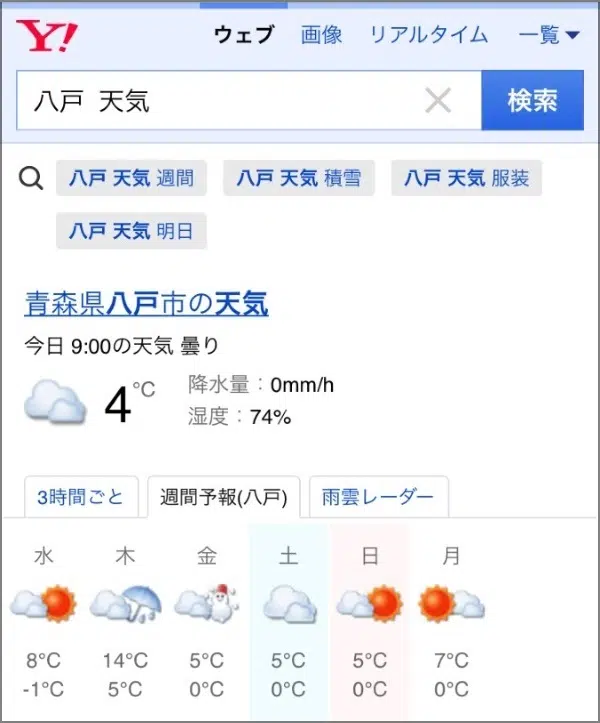 Y!
ウェブ 画像 リアルタイム 一覧
八戸 天気 検索
八戸 天気 週間 八戸 天気 積雪 八戸 天気 服装
八戸 天気 明日
青森県八戸市の天気
今日 9:00の天気 曇り
4℃ 降水量：0mm/h
湿度：74%
3時間ごと 週間予報(八戸) 雨雲レーダー
水 木 金 土 日 月
8℃ 14℃ 5℃ 5℃ 5℃ 7℃
-1℃ 5℃ 0℃ 0℃ 0℃ 0℃